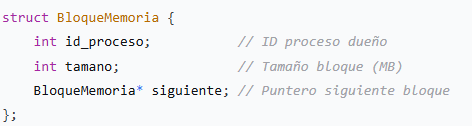 struct BloqueMemoria {
    int id_proceso;           // ID proceso dueño
    int tamano;               // Tamaño bloque (MB)
    BloqueMemoria* siguiente; // Puntero siguiente bloque
};